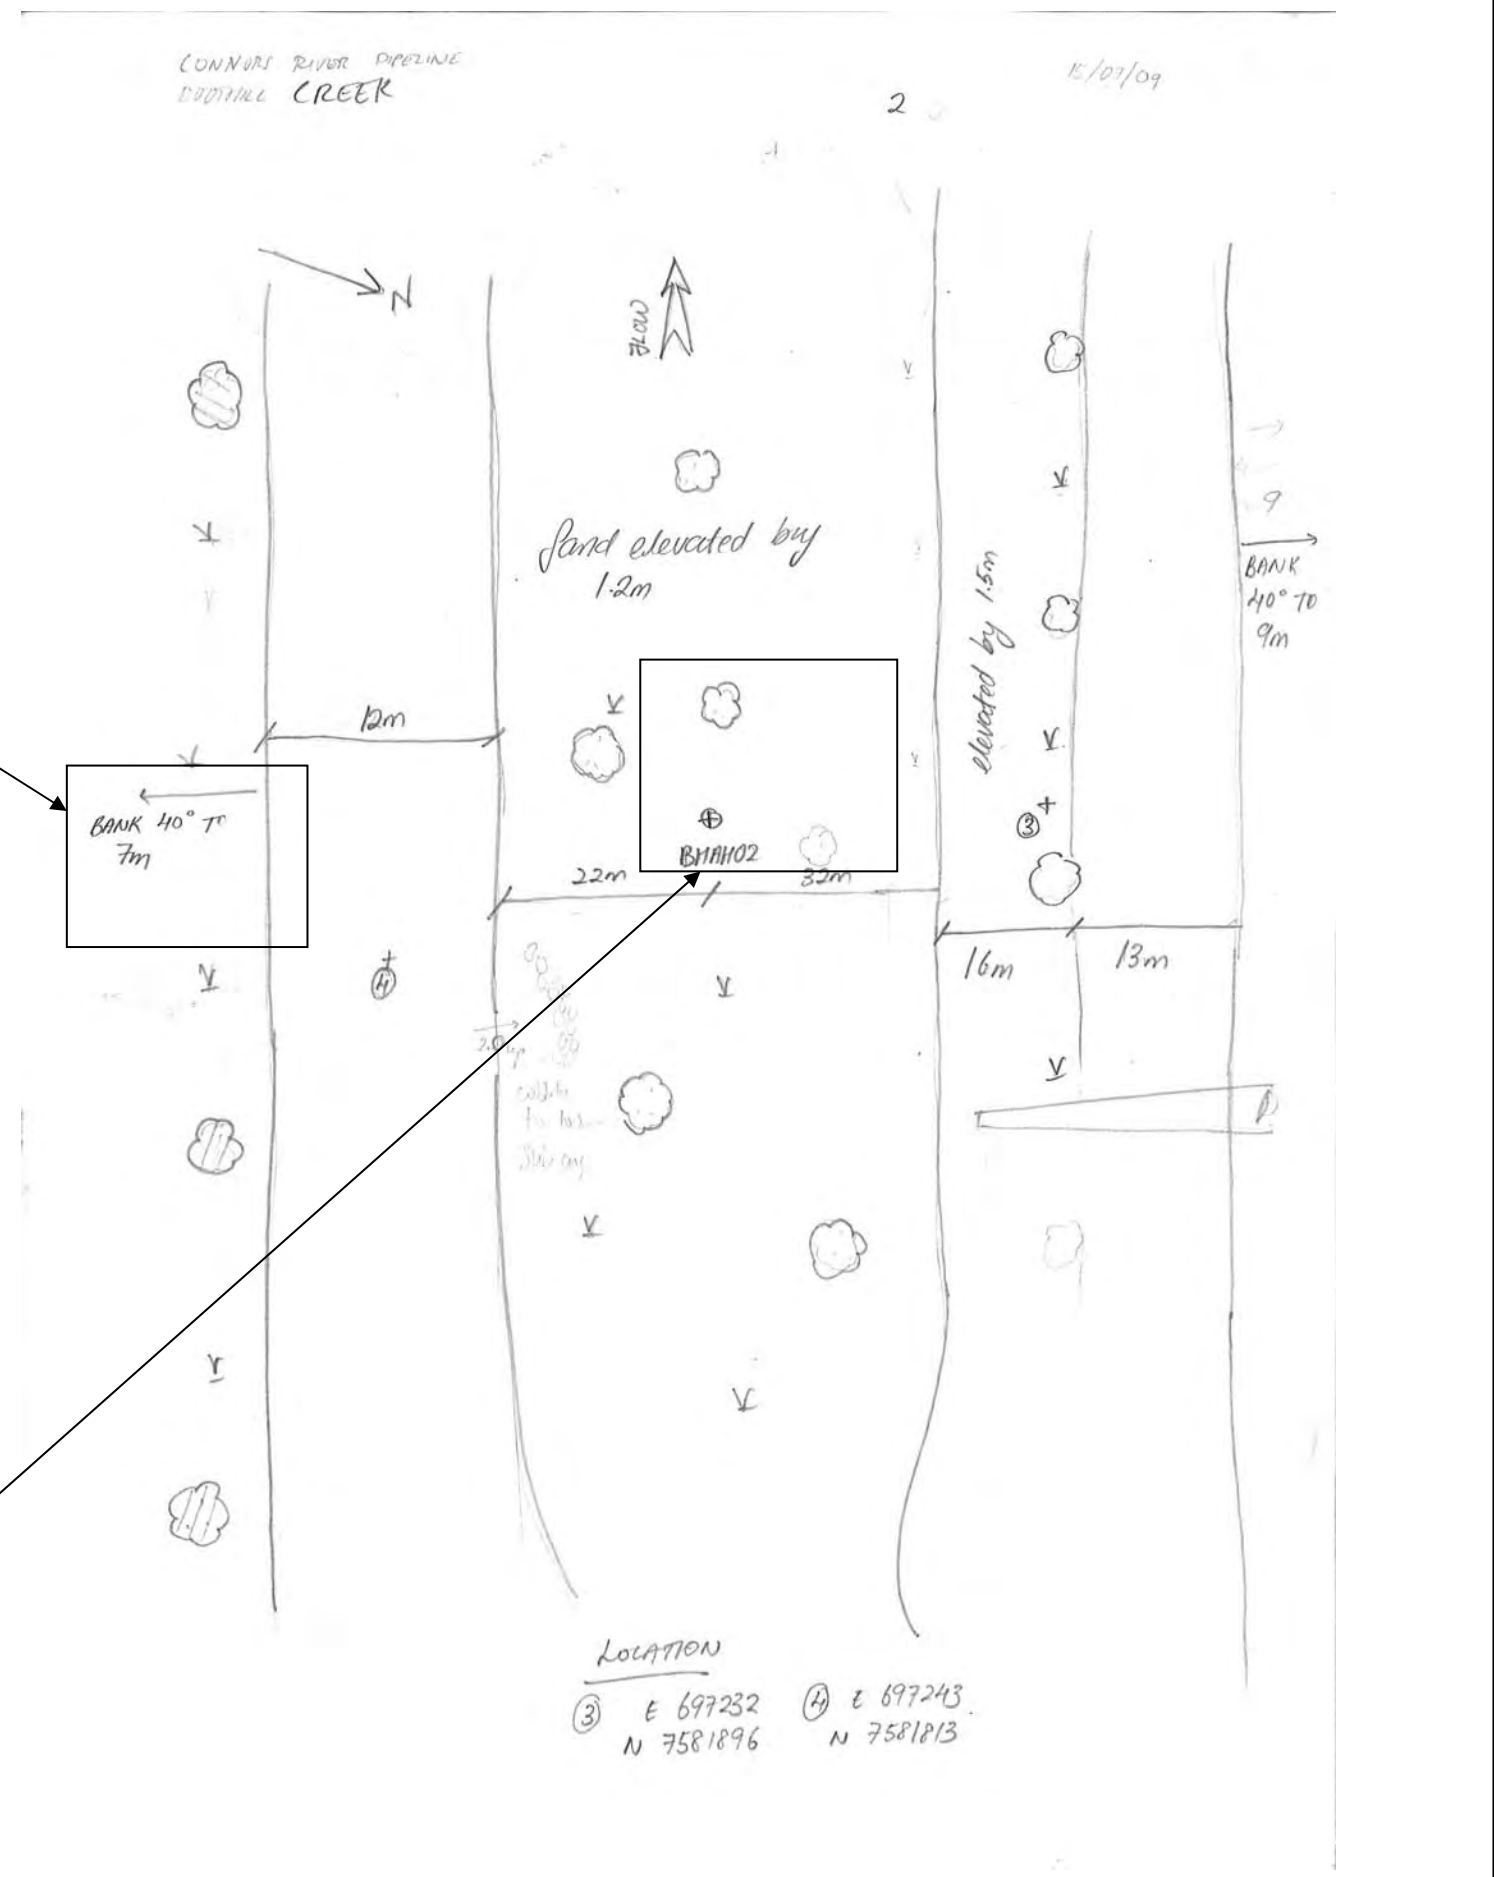 CONNORS RIVER PIPELINE
CREEK
15/07/09
2
N
FLOW
Sand elevated by
1.2m
elevated by 1.5m
9
BANK
40° TO
9m
12m
BANK 40° TO
7m
BHAH02
22m
32m
3
4
16m
13m
LOCATION
3 E 697232
N 7581896
4 E 697243
N 7581813